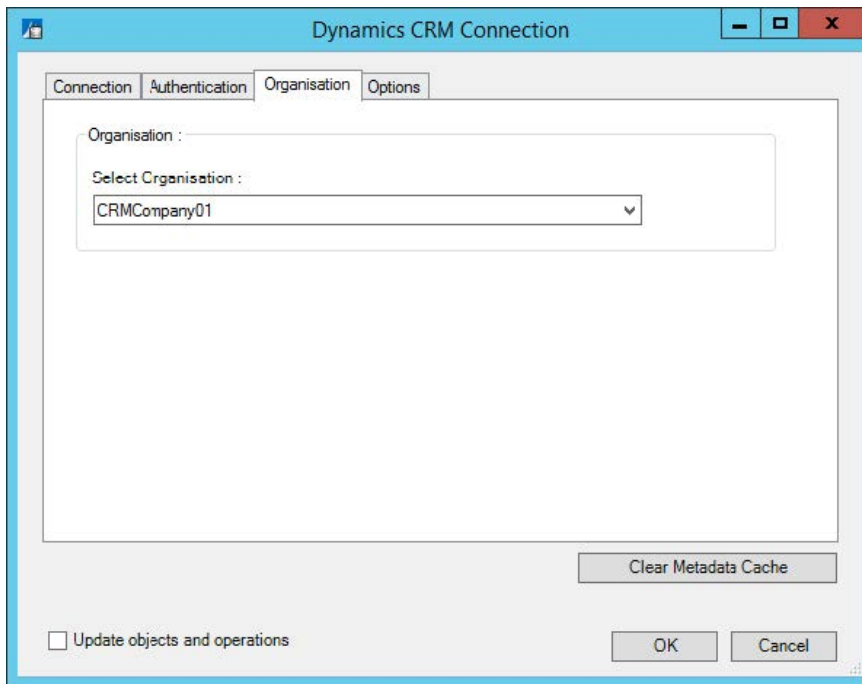 Dynamics CRM Connection
Connection Authentication Organisation Options
Organisation :
Select Organisation :
CRMCompany01
Clear Metadata Cache
Update objects and operations
OK Cancel